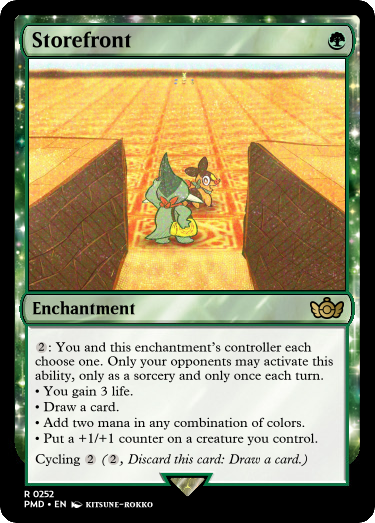 Storefront
Enchantment
2: You and this enchantment's controller each
choose one. Only your opponents may activate this
ability, only as a sorcery and only once each turn.
• You gain 3 life.
• Draw a card.
• Add two mana in any combination of colors.
• Put a +1/+1 counter on a creature you control.
Cycling 2 (2, Discard this card: Draw a card.)
R 0252
PMD • EN KITSUNE-ROKKO